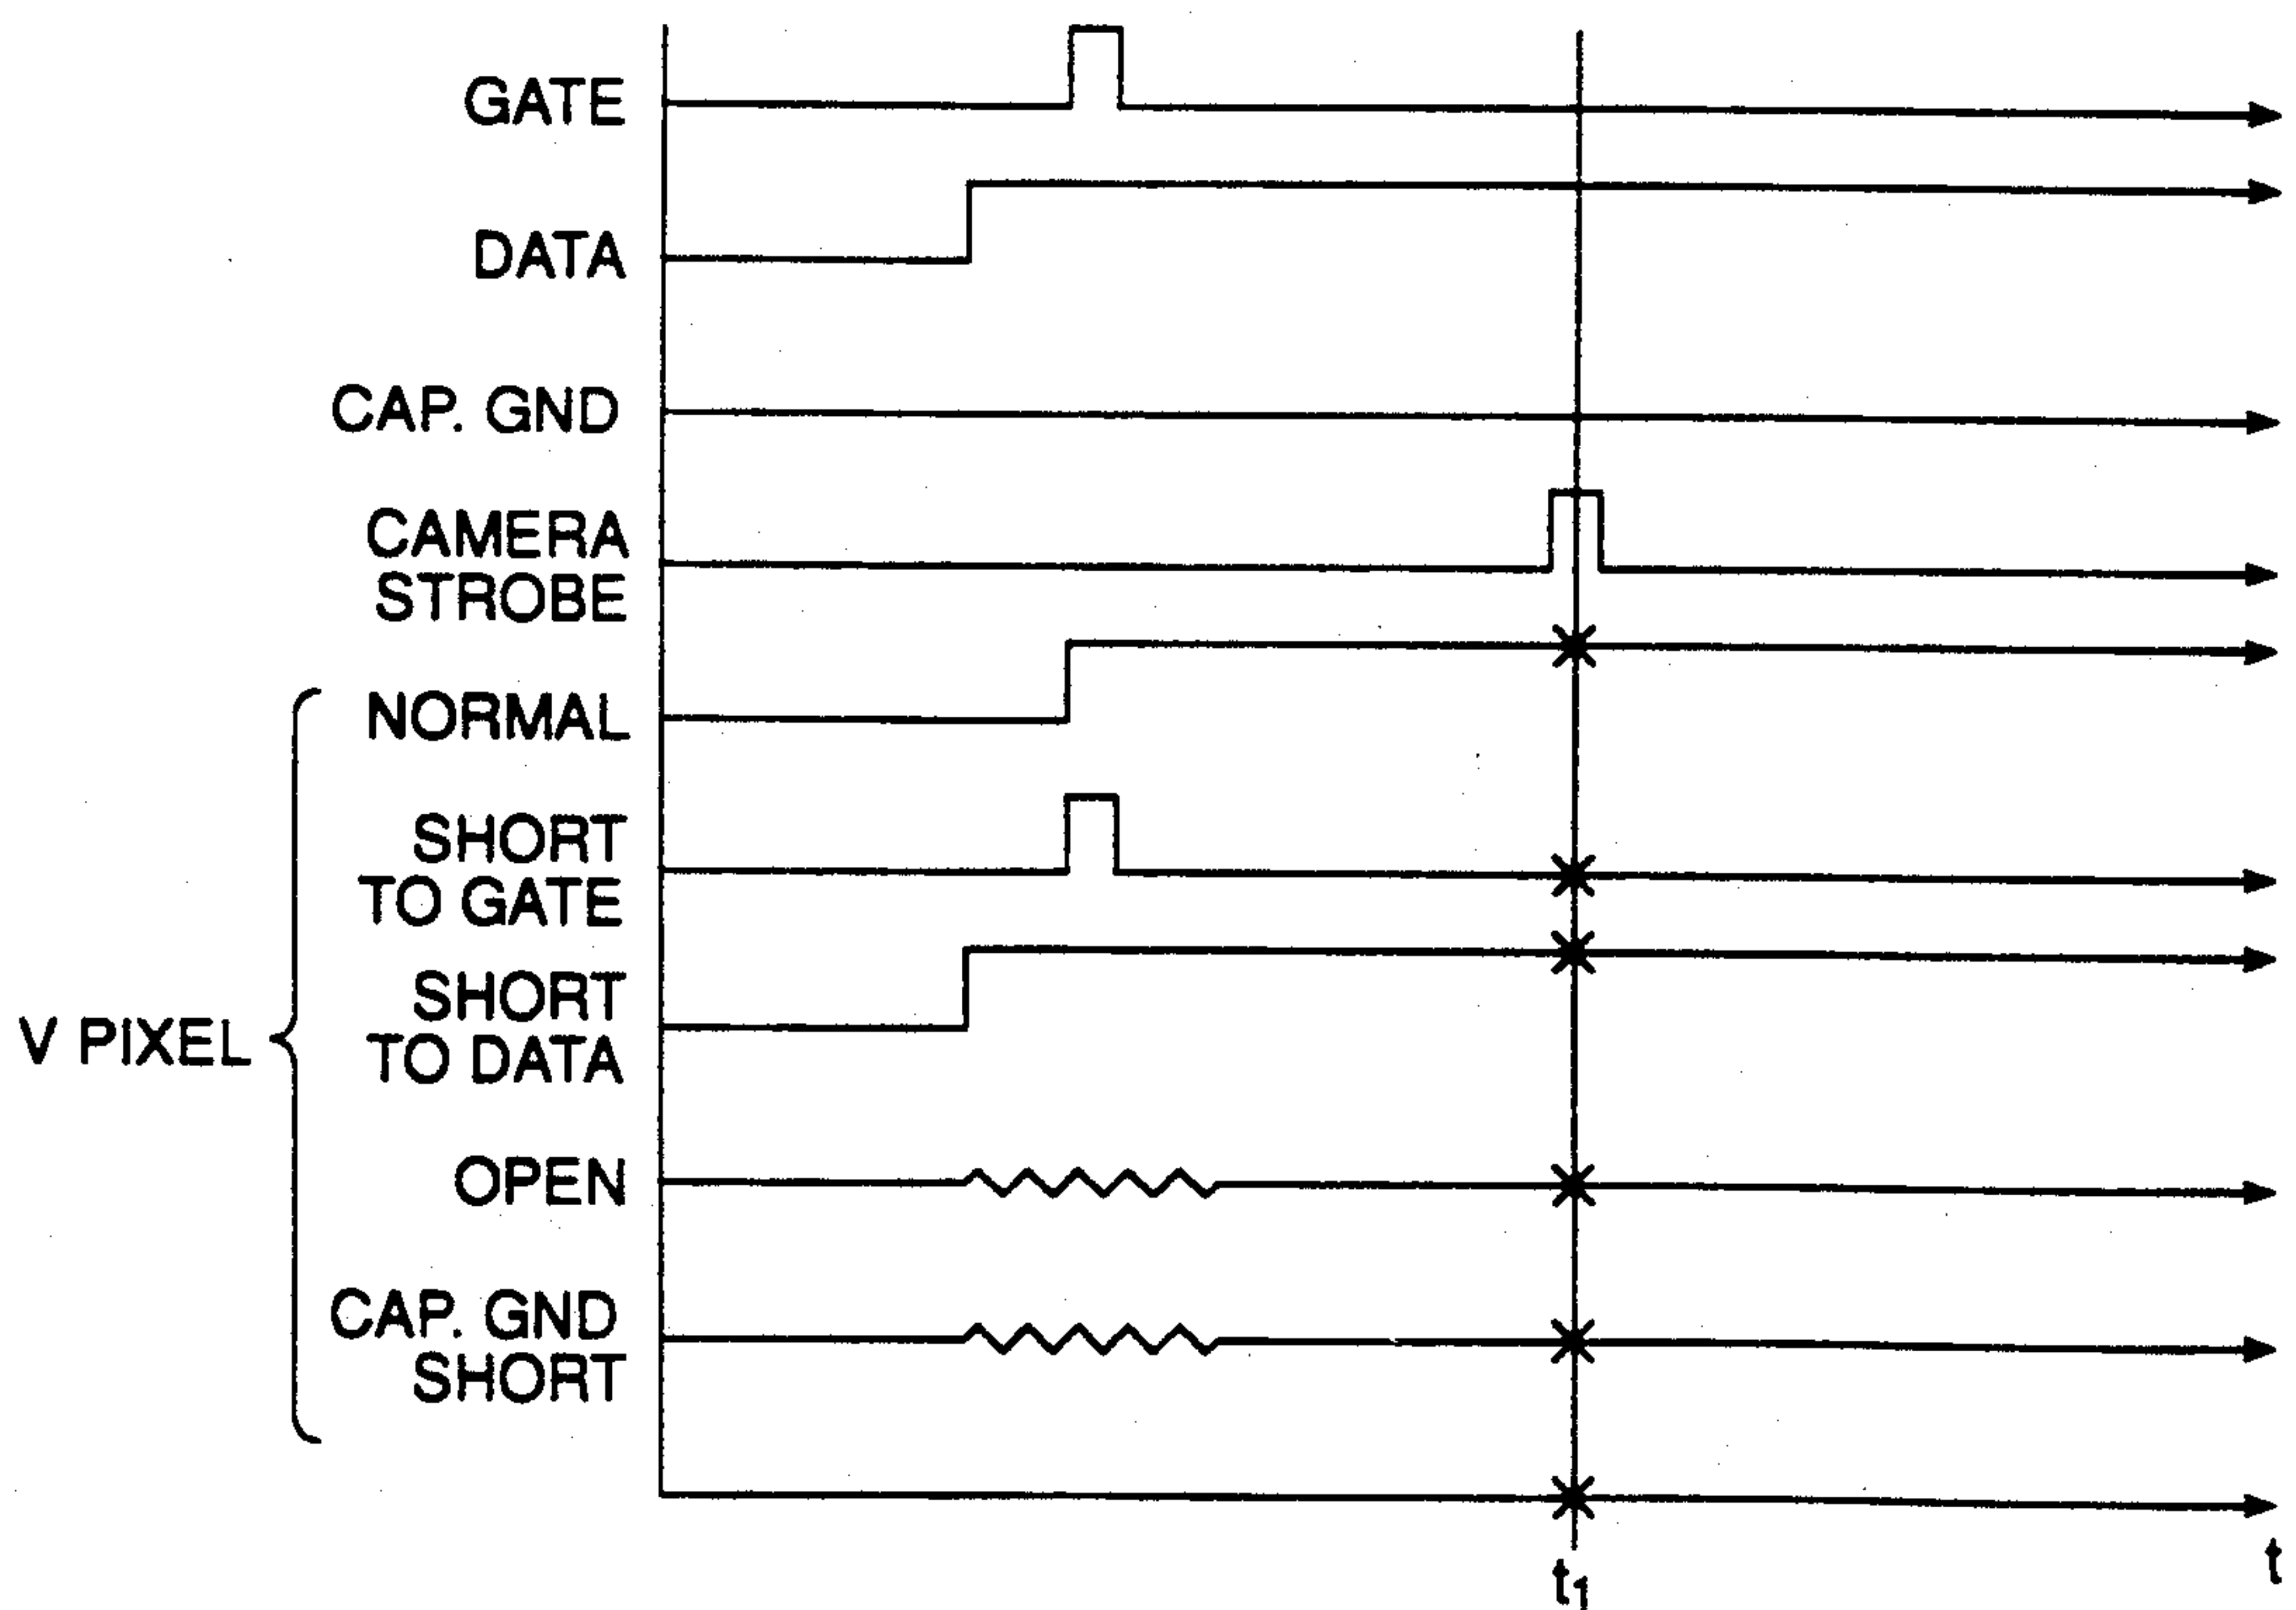 GATE
DATA
CAP. GND
CAMERA
STROBE
NORMAL
SHORT
TO GATE
SHORT
TO DATA
V PIXEL
OPEN
CAP. GND
SHORT
t1
t